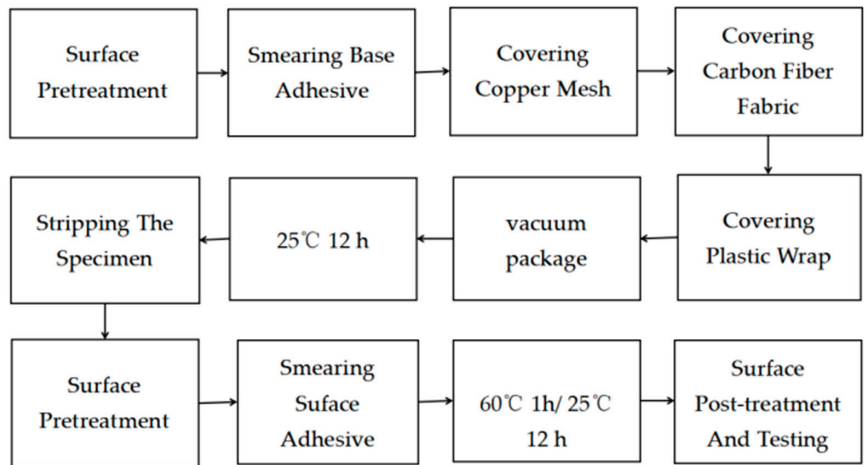 Surface
Pretreatment
Smearing Base
Adhesive
Covering
Copper Mesh
Covering
Carbon Fiber
Fabric
Covering
Plastic Wrap
vacuum
package
25℃ 12 h
Stripping The
Specimen
Surface
Pretreatment
Smearing
Suface
Adhesive
60℃ 1h/ 25℃
12 h
Surface
Post-treatment
And Testing